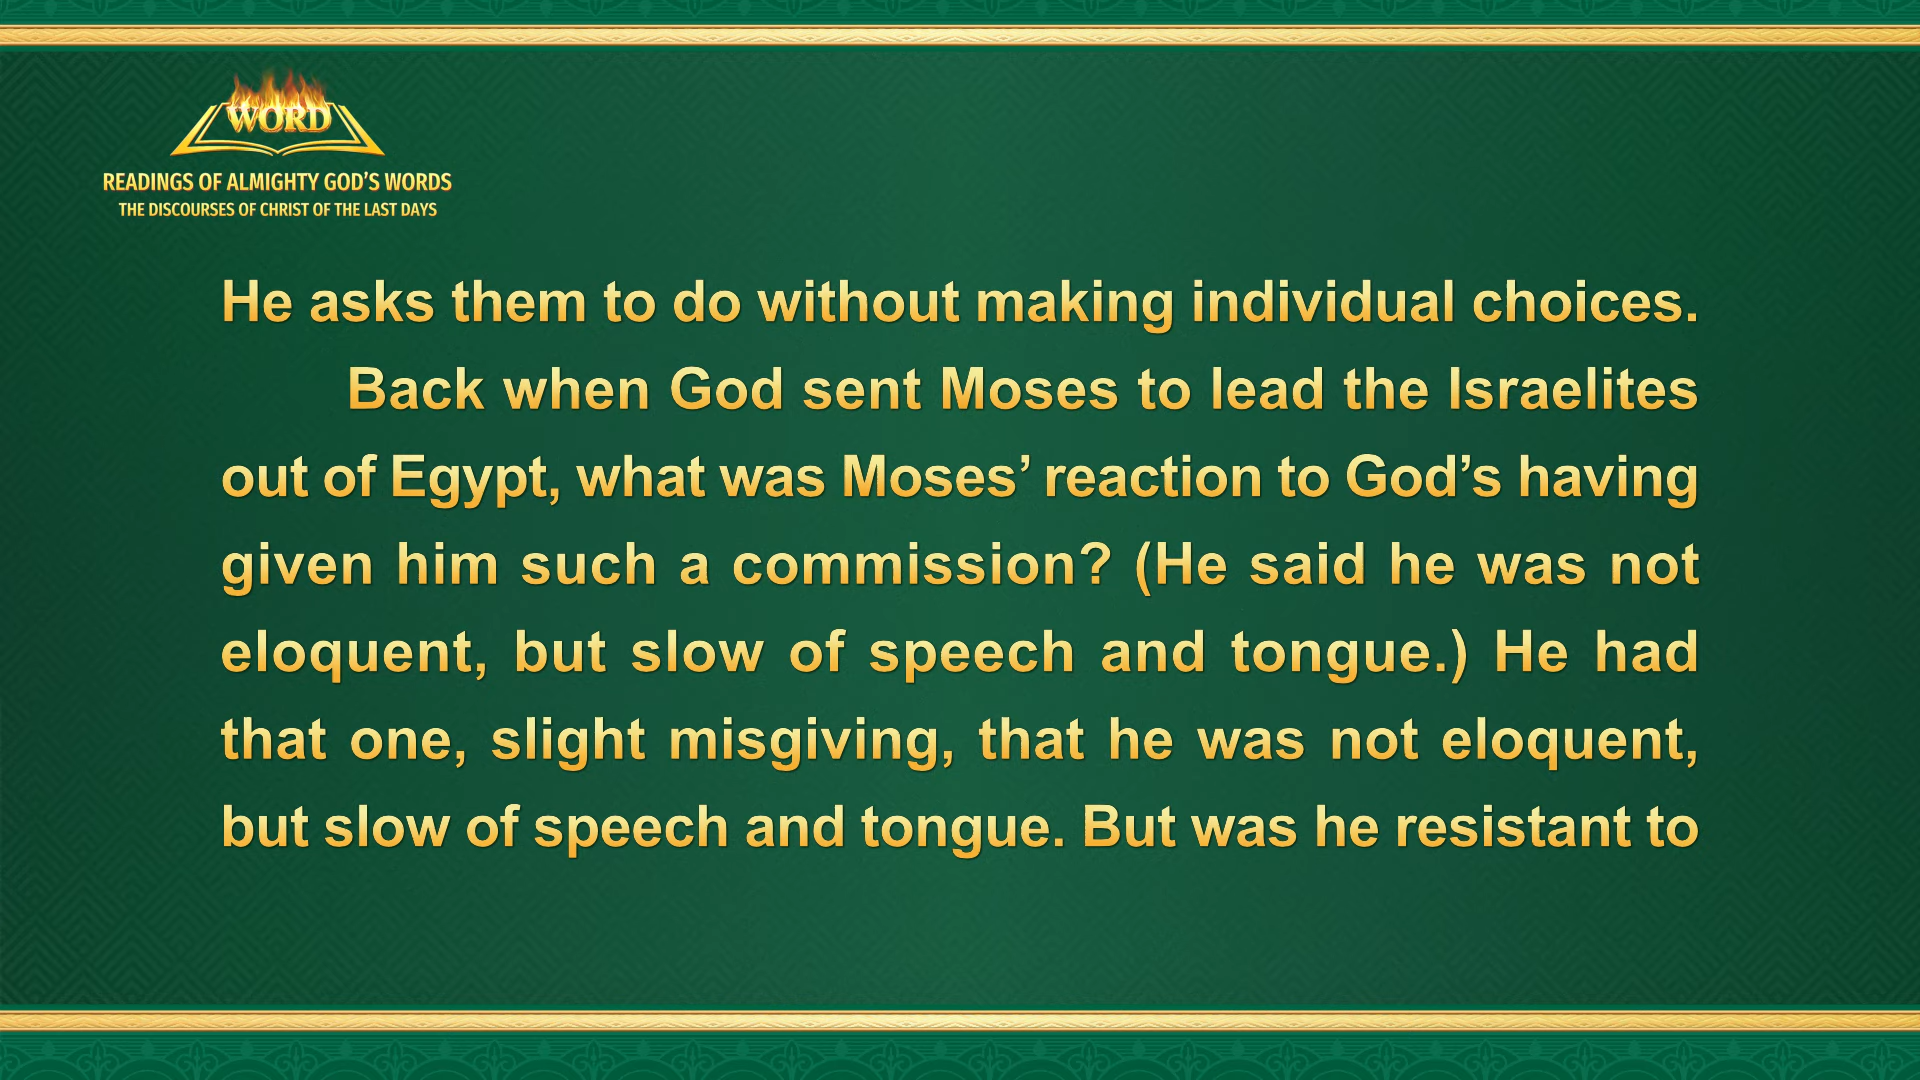 WORD
READINGS OF ALMIGHTY GOD'S WORDS
THE DISCOURSES OF CHRIST OF THE LAST DAYS
He asks them to do without making individual choices.
Back when God sent Moses to lead the Israelites
out of Egypt, what was Moses’ reaction to God’s having
given him such a commission? (He said he was not
eloquent, but slow of speech and tongue.) He had
that one, slight misgiving, that he was not eloquent,
but slow of speech and tongue. But was he resistant to